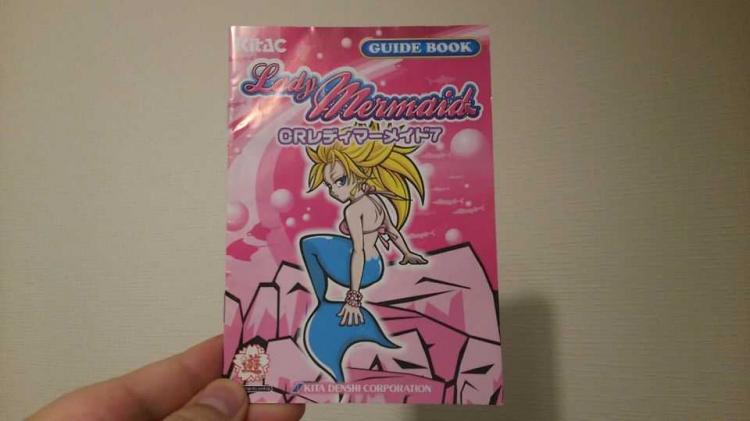 Kitac
GUIDE BOOK
Lady
Mermaid
CRレディマーメイド7
遊
KITA DENSHI CORPORATION